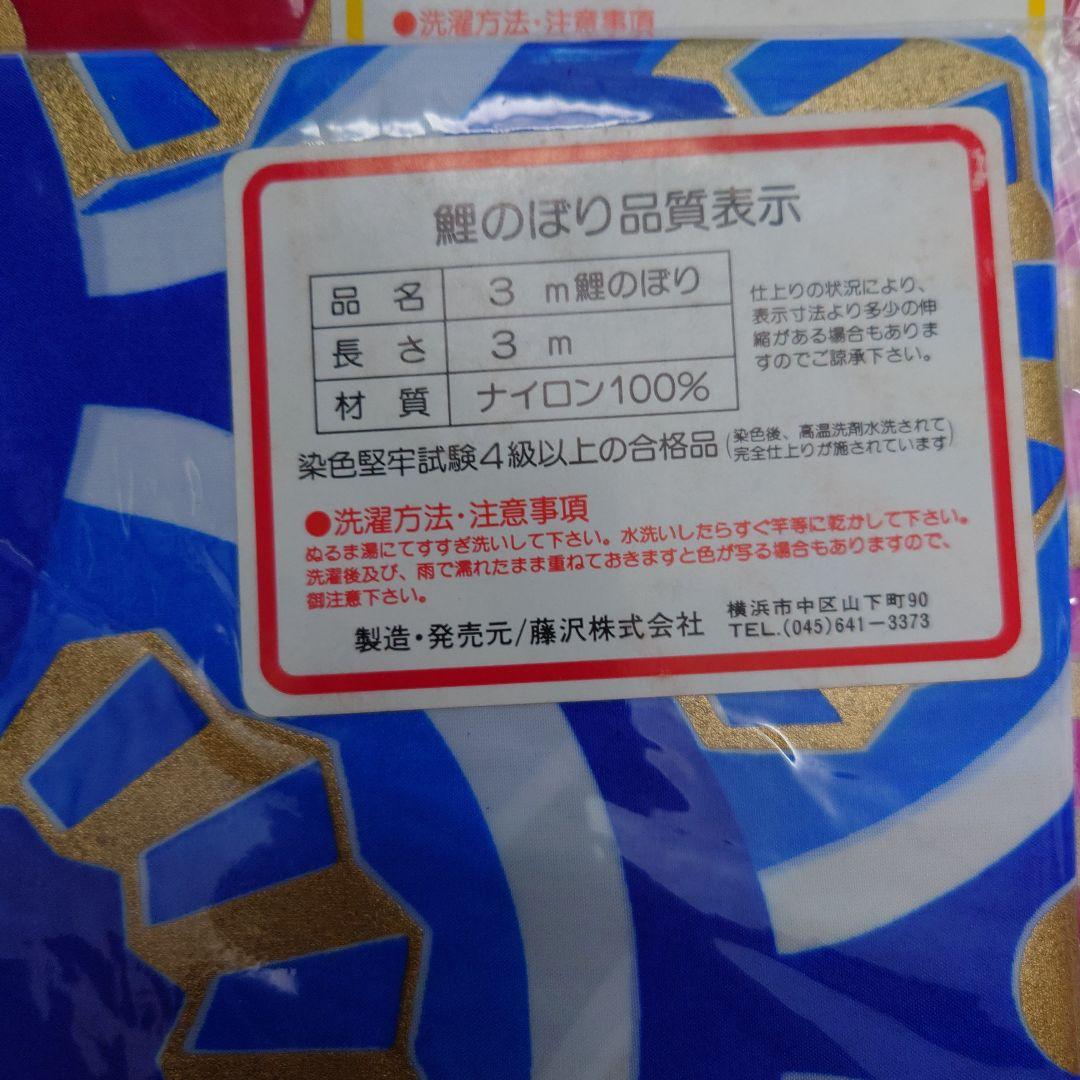 ●洗濯方法・注意事項
鯉のぼり品質表示
品 名 3 m鯉のぼり
長 さ 3 m
材 質 ナイロン100%
仕上りの状況により、
表示寸法より多少の伸
縮がある場合もありま
すのでご諒承下さい。
染色堅牢試験4級以上の合格品
(染色後、高温洗剤水洗されて
完全仕上りが施されています)
●洗濯方法・注意事項
ぬるま湯にてすすぎ洗いして下さい。水洗いしたらすぐ竿等に乾かして下さい。
洗濯後及び、雨で濡れたまま重ねておきますと色が写る場合もありますので、
御注意下さい。
製造・発売元/藤沢株式会社
横浜市中区山下町90
TEL.(045)641-3373